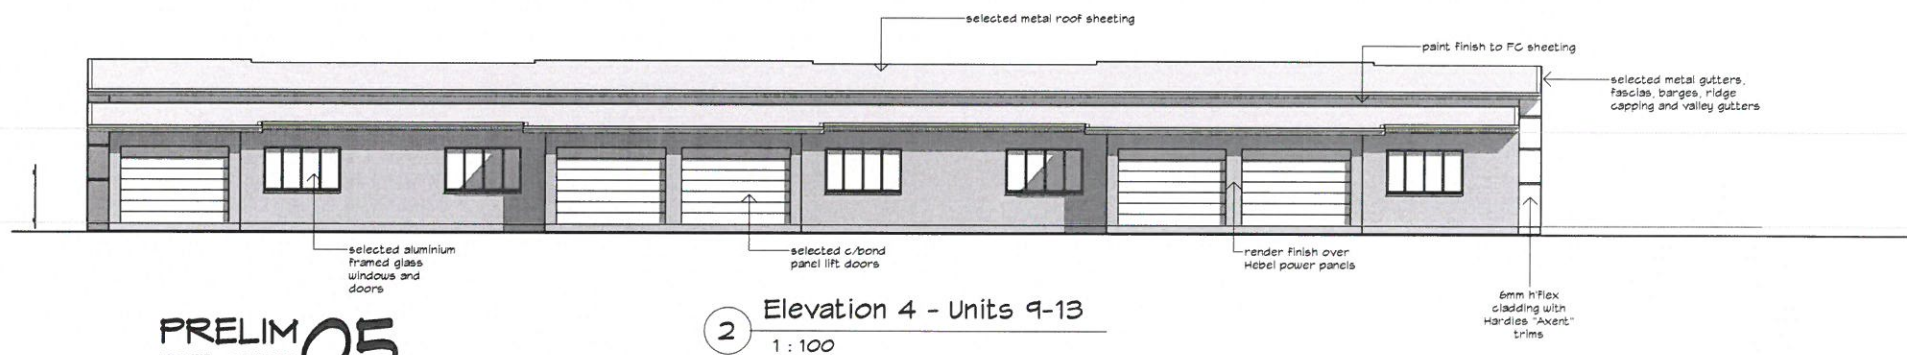 selected metal roof sheeting
paint finish to FC sheeting
selected metal gutters,
fascias, barges, ridge
capping and valley gutters
selected aluminium
framed glass
windows and
doors
selected c/bond
panel lift doors
render finish over
Hebel power panels
6mm h'flex
cladding with
Hardies "Axent"
trims
PRELIM 05
2 Elevation 4 - Units 9-13
1 : 100